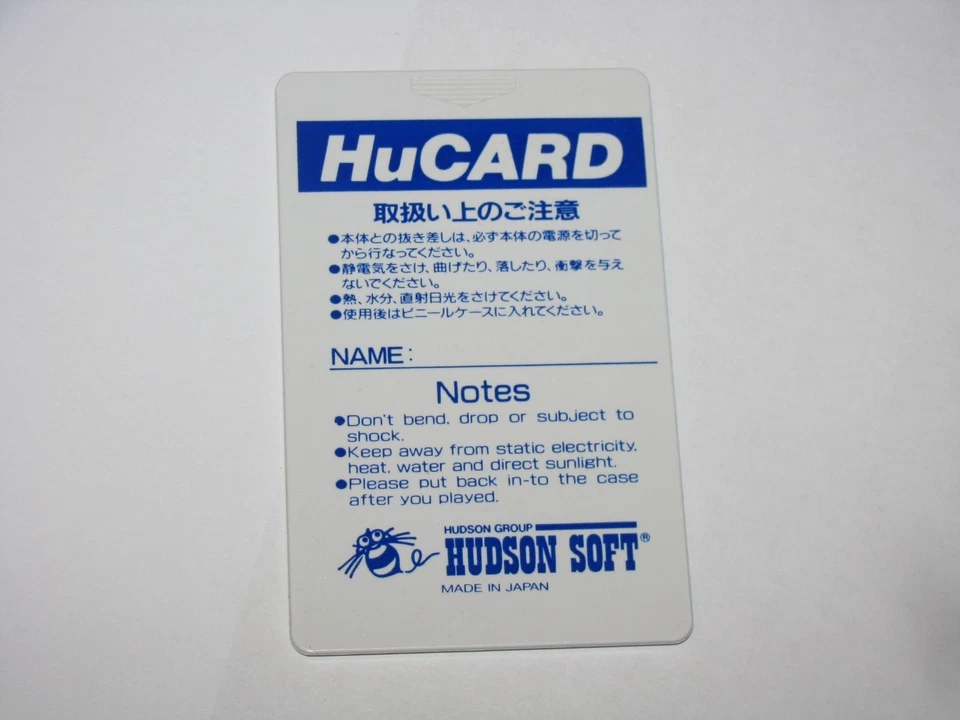 HuCARD
取扱い上のご注意
●本体との抜き差しは、必ず本体の電源を切って
から行なってください。
●静電気をさけ、曲げたり、落したり、衝撃を与え
ないでください。
●熱、水分、直射日光をさけてください。
●使用後はビニールケースに入れてください。
NAME:
Notes
●Don't bend, drop or subject to
shock.
●Keep away from static electricity,
heat, water and direct sunlight.
●Please put back in-to the case
after you played.
HUDSON GROUP
HUDSON SOFT®
MADE IN JAPAN